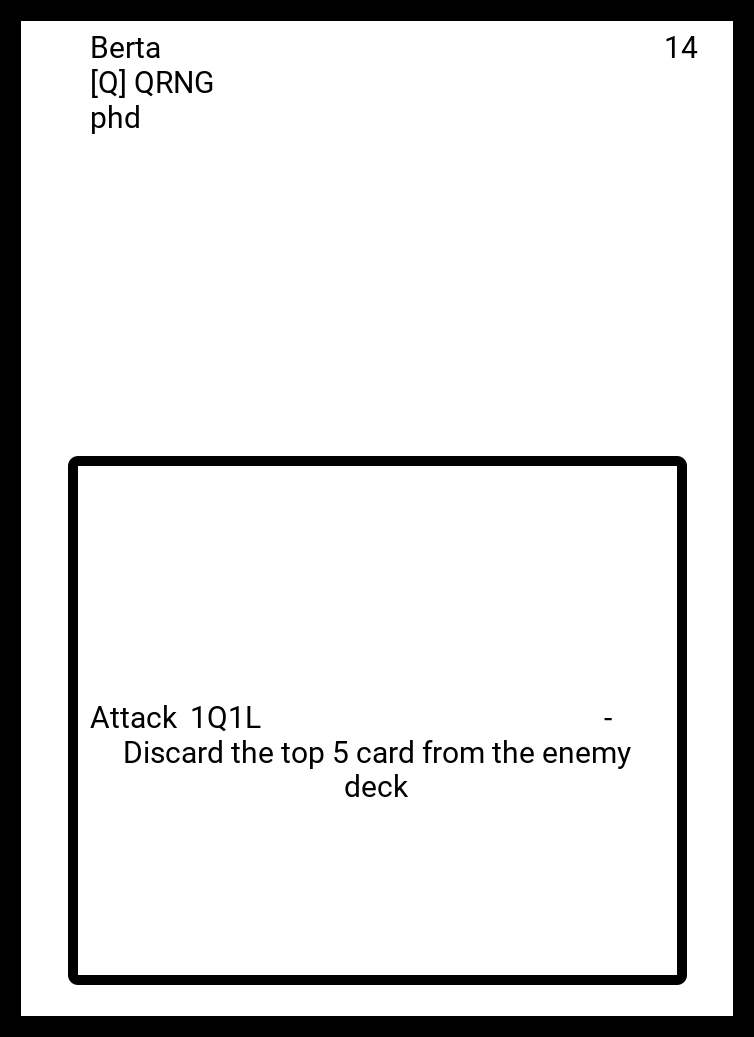 Berta 14
[Q] QRNG
phd
Attack 1Q1L -
Discard the top 5 card from the enemy
deck